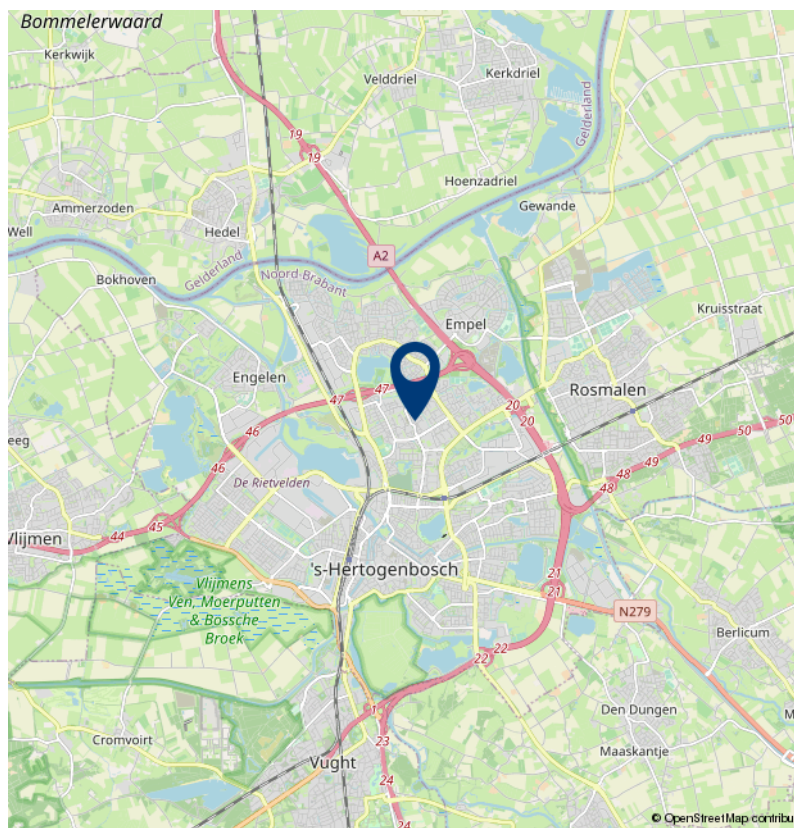 Bommelerwaard
Kerkwijk
Velddriel
Kerkdriel
19
19
Gelderland
Hoenzadriel
Ammerzoden
Gewande
Well
Hedel
A2
Gelderland
Noord-Brabant
Bokhoven
Kruisstraat
Empel
Engelen
47
47
Rosmalen
20
20
46
50
50
49
eeg
46
49
48
De Rietvelden
48
45
44
Vlijmen
's-Hertogenbosch
21
21
Vlijmens
Ven, Moerputten
& Bossche
Broek
N279
Berlicum
22
22
1
Den Dungen
M
23
Cromvoirt
Maaskantje
Vught
24
24
© OpenStreetMap contribu